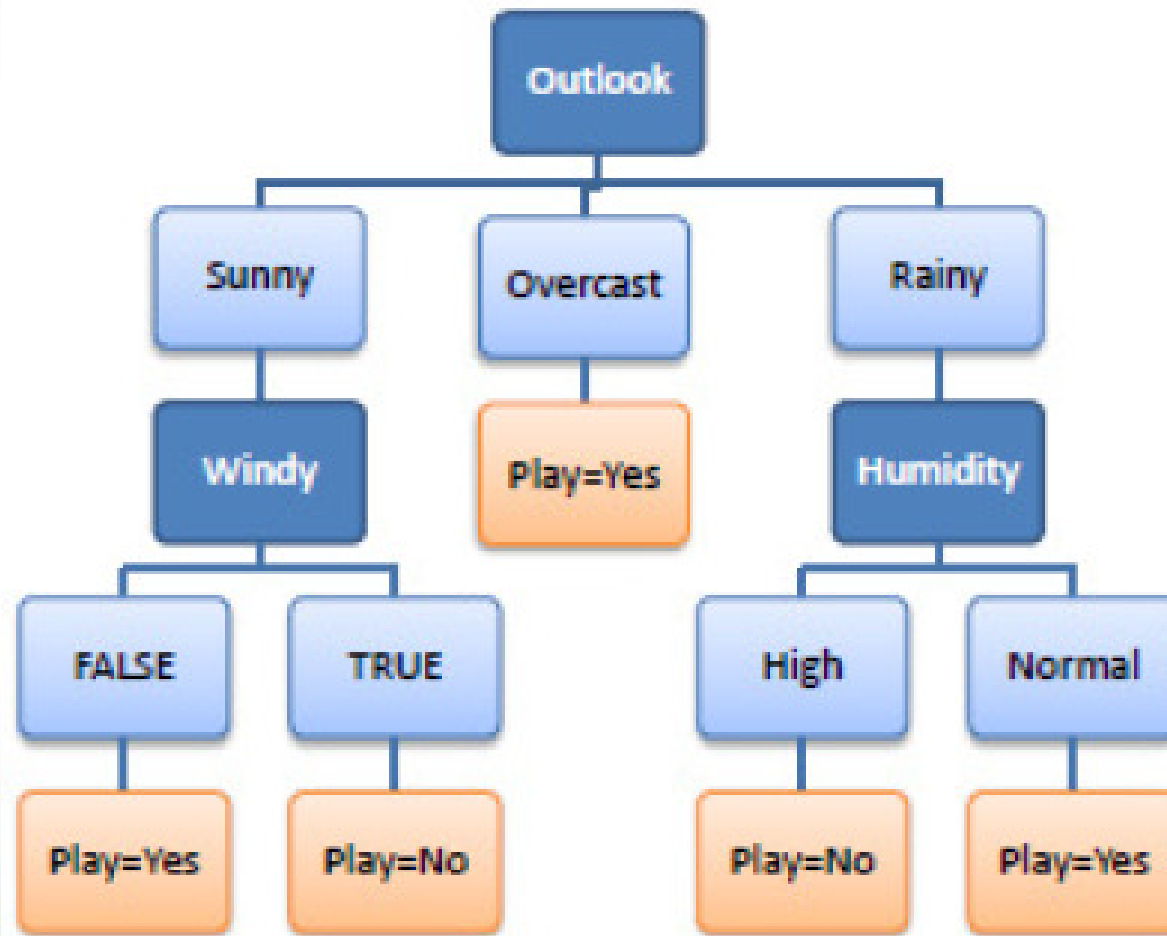 Outlook
Sunny
Overcast
Rainy
Windy
Play=Yes
Humidity
FALSE
TRUE
High
Normal
Play=Yes
Play=No
Play=No
Play=Yes